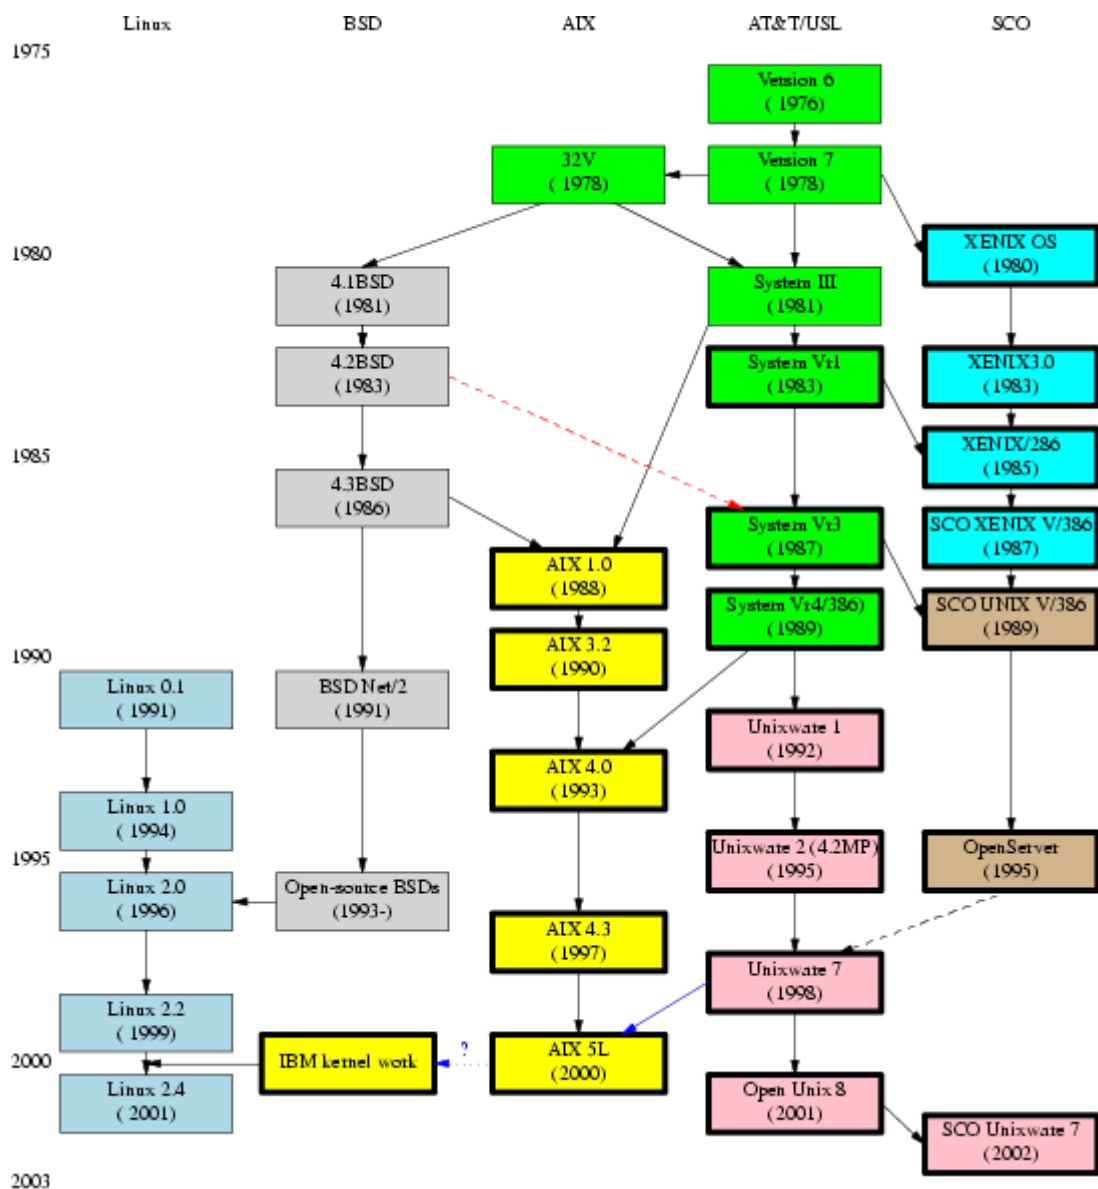 Linux BSD AIX AT&T/USL SCO
1975
Version 6
( 1976)
32V
( 1978)
Version 7
( 1978)
XENIX OS
(1980)
1980
4.1BSD
(1981)
System III
(1981)
4.2BSD
(1983)
System Vr1
(1983)
XENIX3.0
(1983)
XENIX/286
(1985)
1985
4.3BSD
(1986)
System Vr3
(1987)
SCO XENIX V/386
(1987)
AIX 1.0
(1988)
System Vr4/386)
(1989)
SCO UNIX V/386
(1989)
AIX 3.2
(1990)
1990
Linux 0.1
( 1991)
BSD Net/2
(1991)
Unixware 1
(1992)
AIX 4.0
(1993)
Linux 1.0
( 1994)
Unixware 2 (4.2MP)
(1995)
OpenServer
(1995)
1995
Linux 2.0
( 1996)
Open-source BSDs
(1993-)
AIX 4.3
(1997)
Unixware 7
(1998)
Linux 2.2
( 1999)
IBM kernel work
?
AIX 5L
(2000)
2000
Linux 2.4
( 2001)
Open Unix 8
(2001)
SCO Unixware 7
(2002)
2003